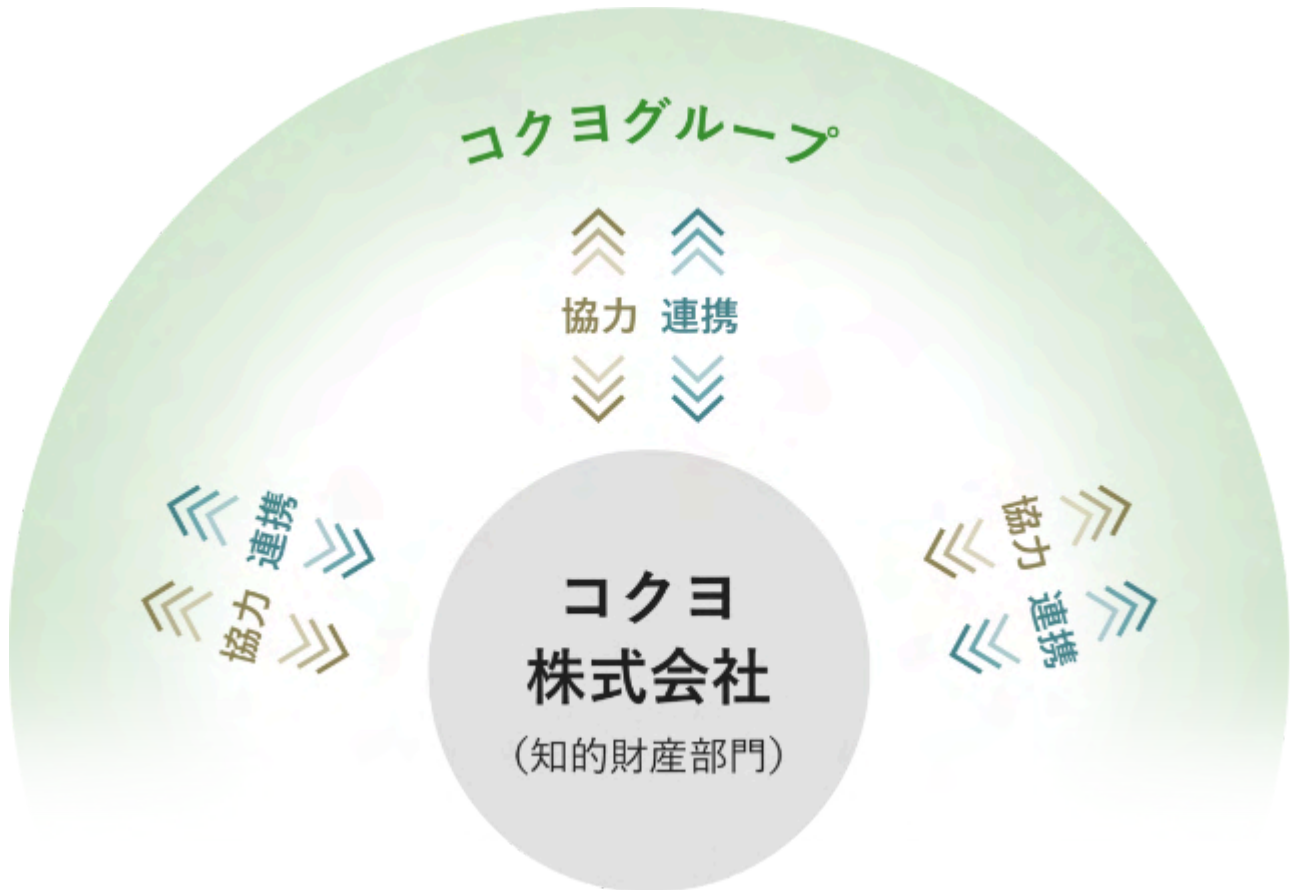 コクヨグループ
協力 連携
連携
協力
協力
連携
コクヨ
株式会社
（知的財産部門）